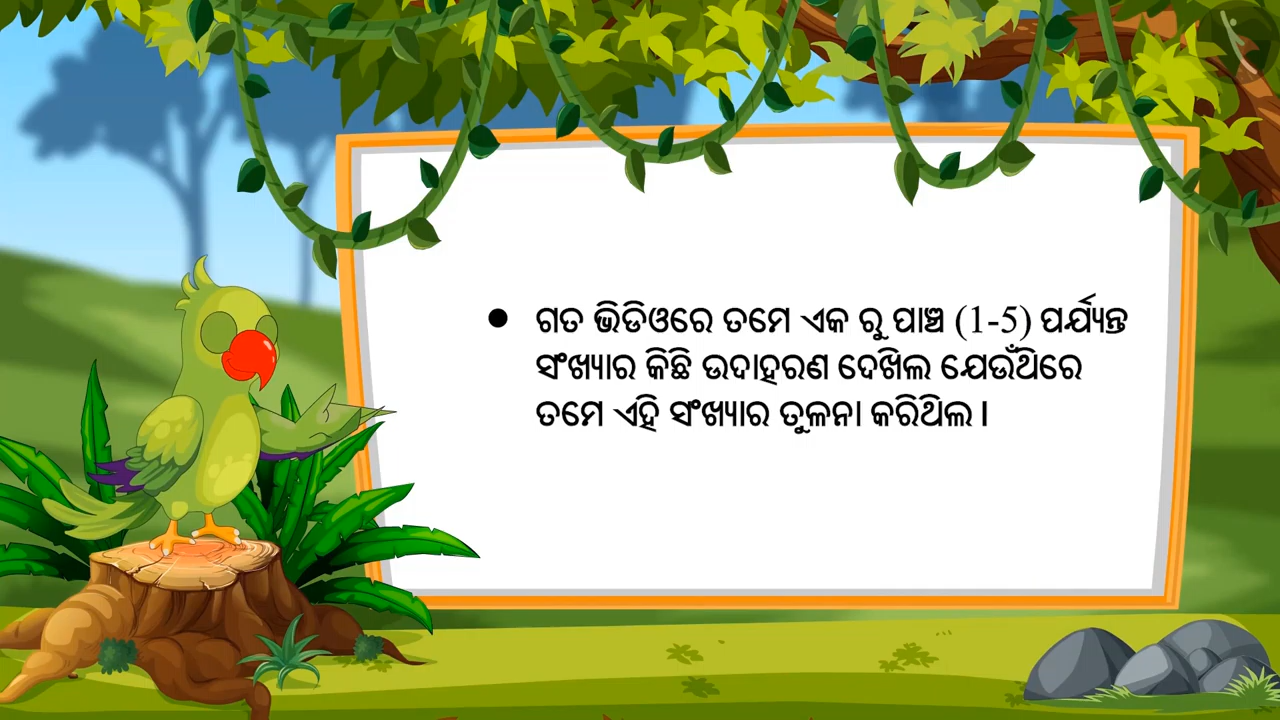 • ଗତ ଭିଡିଓରେ ତମେ ଏକ ରୁ ପାଞ୍ଚ (1-5) ପର୍ଯ୍ୟନ୍ତ
ସଂଖ୍ୟାର କିଛି ଉଦାହରଣ ଦେଖିଲ ଯେଉଁଥିରେ
ତମେ ଏହି ସଂଖ୍ୟାର ତୁଳନା କରିଥିଲ ।